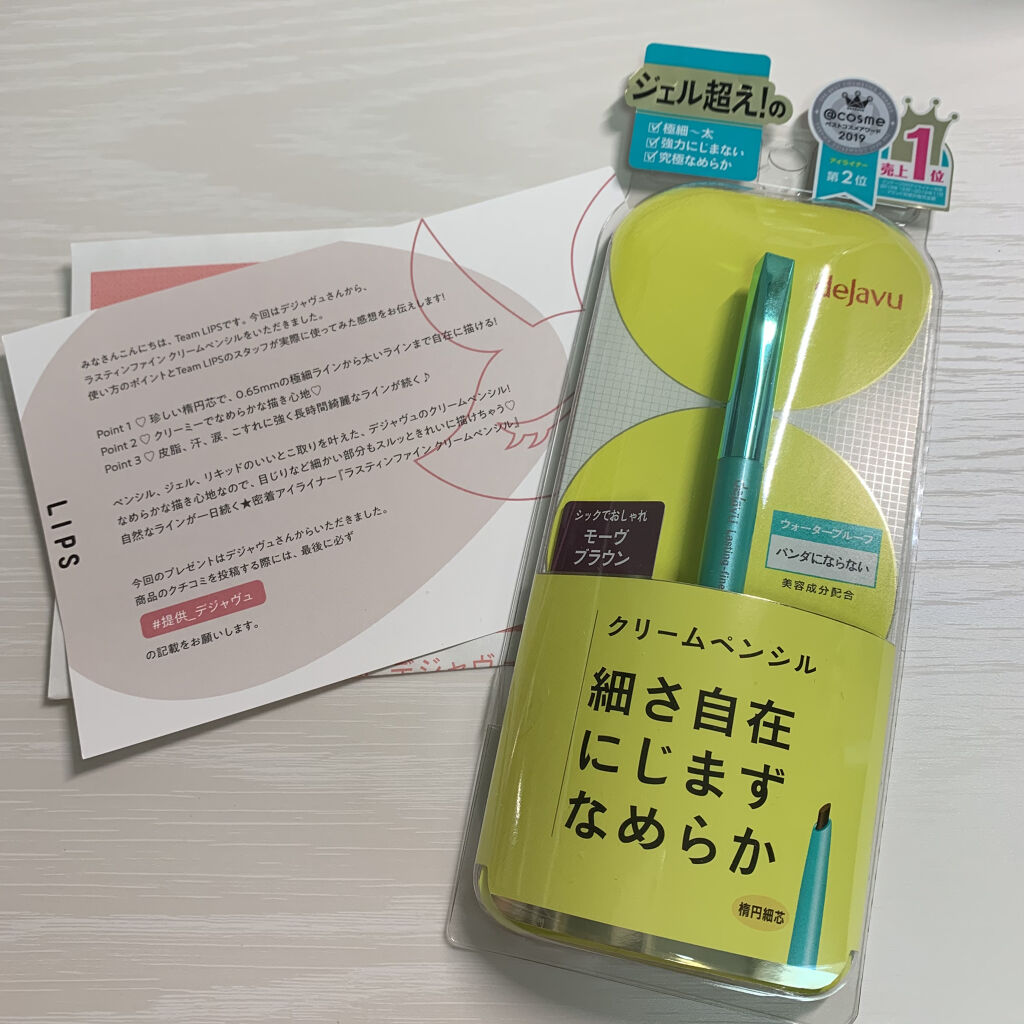 みなさんこんにちは、Team LIPSです。今回はデジャヴュさんから、
ラスティンファイン クリームペンシルをいただきました。
使い方のポイントとTeam LIPSのスタッフが実際に使ってみた感想をお伝えします!
Point 1 ♡ 珍しい楕円芯で、0.65mmの極細ラインから太いラインまで自在に描ける!
Point 2 ♡ クリーミーでなめらかな描き心地♡
Point 3 ♡ 皮脂、汗、涙、こすれに強く長時間綺麗なラインが続く♪
ペンシル、ジェル、リキッドのいいとこ取りを叶えた、デジャヴュのクリームペンシル!
なめらかな描き心地なので、目じりなど細かい部分もスルッときれいに描けちゃう♡
自然なラインが一日続く★密着アイライナー『ラスティンファイン クリームペンシル』
今回のプレゼントはデジャヴュさんからいただきました。
商品のクチコミを投稿する際には、最後に必ず
#提供_デジャヴュ
の記載をお願いします。
LIPS
デジャヴ
ジェル超え!の
極細〜太
強力にじまない
究極なめらか
@cosme
ベストコスメアワード
2019
アイライナー
第2位
売上1位
dejavu
dejavu lasting-fine
シックでおしゃれ
モーヴ
ブラウン
ウォータープルーフ
パンダにならない
美容成分配合
クリームペンシル
細さ自在
にじまず
なめらか
楕円細芯